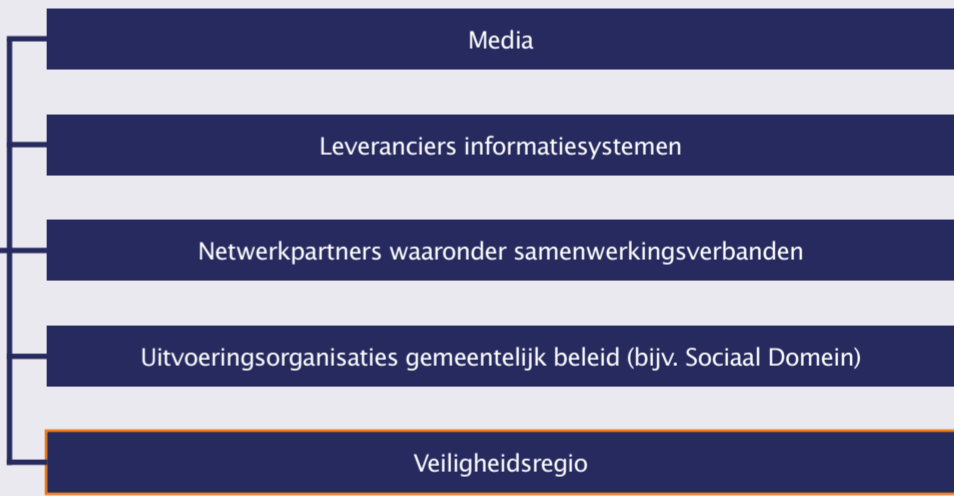 Media
Leveranciers informatiesystemen
Netwerkpartners waaronder samenwerkingsverbanden
Uitvoeringsorganisaties gemeentelijk beleid (bijv. Sociaal Domein)
Veiligheidsregio